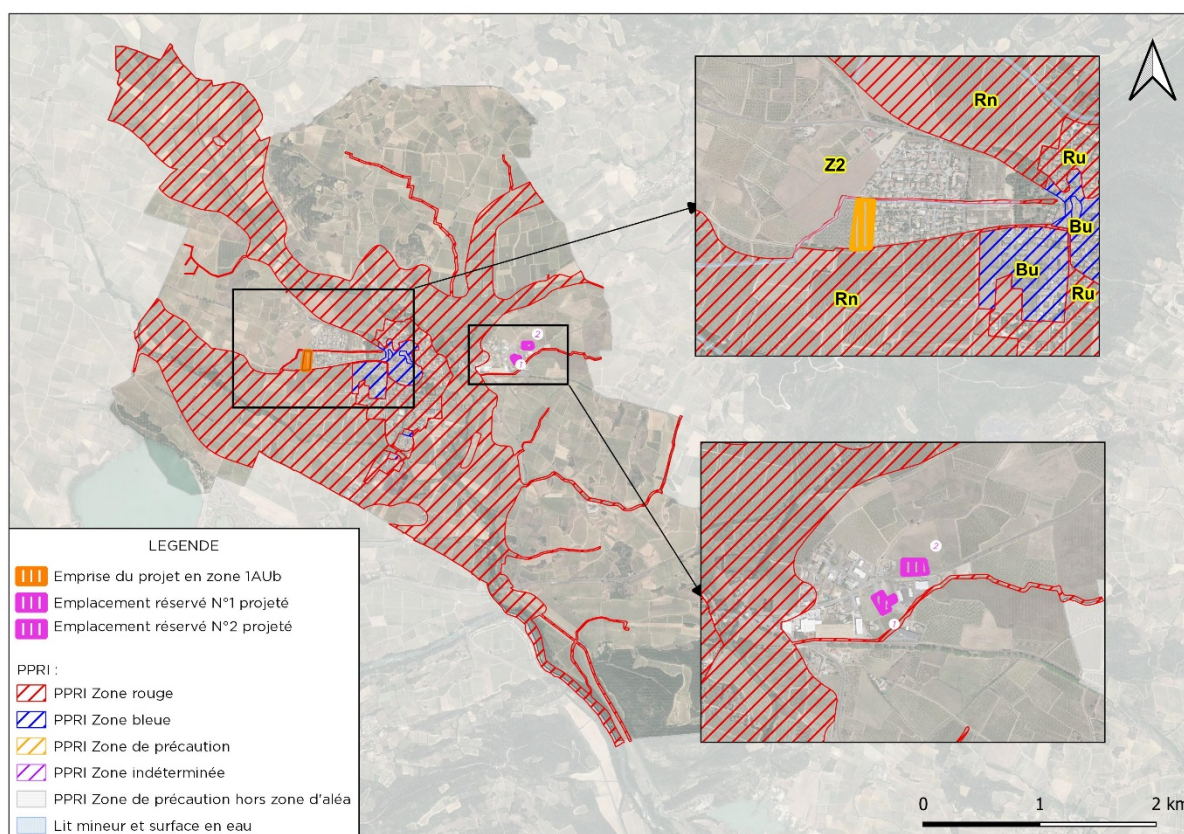 Rn
Ru
Z2
Bu
Bu
Rn
Ru
2
1
2
1
LEGENDE
Emprise du projet en zone 1AUb
Emplacement réservé N°1 projeté
Emplacement réservé N°2 projeté
PPRI :
PPRI Zone rouge
PPRI Zone bleue
PPRI Zone de précaution
PPRI Zone indéterminée
PPRI Zone de précaution hors zone d'aléa
Lit mineur et surface en eau
0 1 2 km